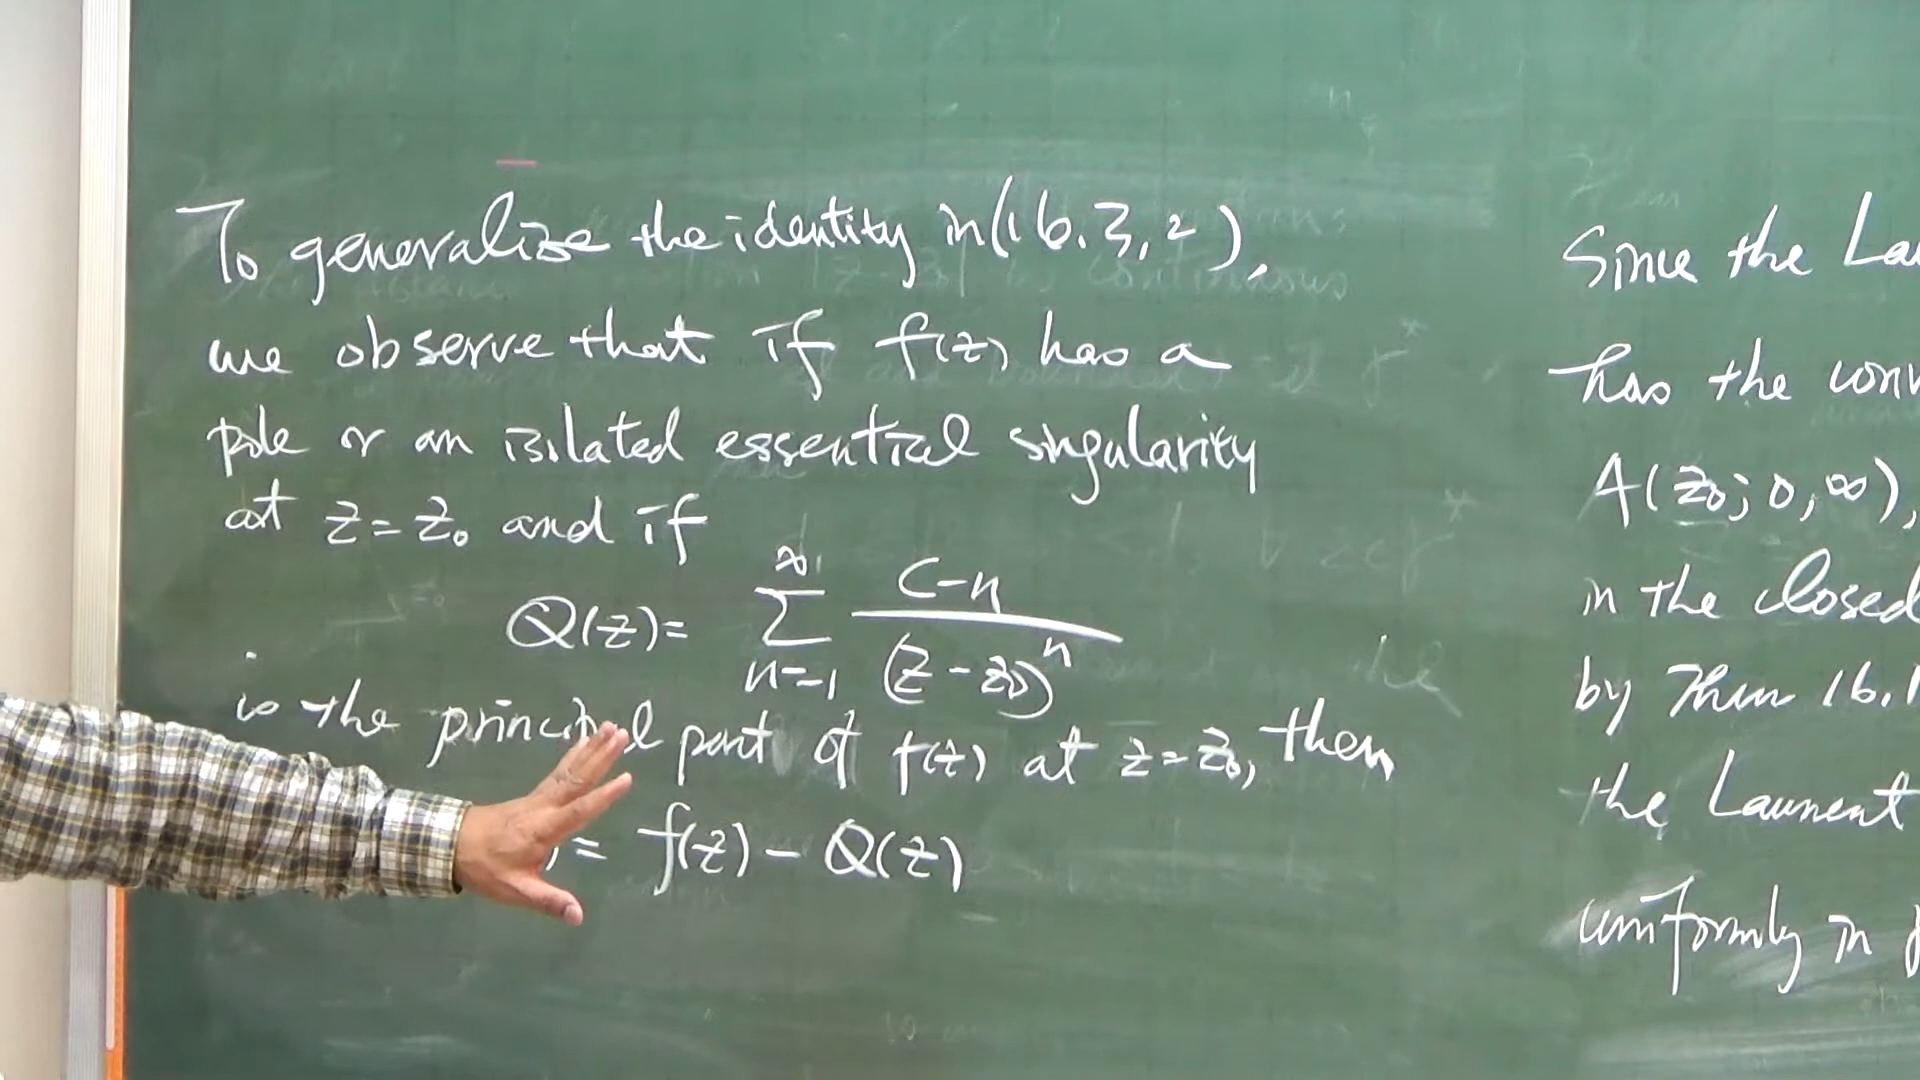 To generalize the identity in (16.3.2),
we observe that if f(z) has a
pole or an isolated essential singularity
at z = z₀ and if
Q(z) = ∑_{n=1}^{∞} C-n / (z - z₀)^n
is the principal part of f(z) at z = z₀, then
) = f(z) - Q(z)
Since the La
has the conv
A(z₀; 0, ∞),
in the closed
by Thm 16.1
the Laurent
uniformly in